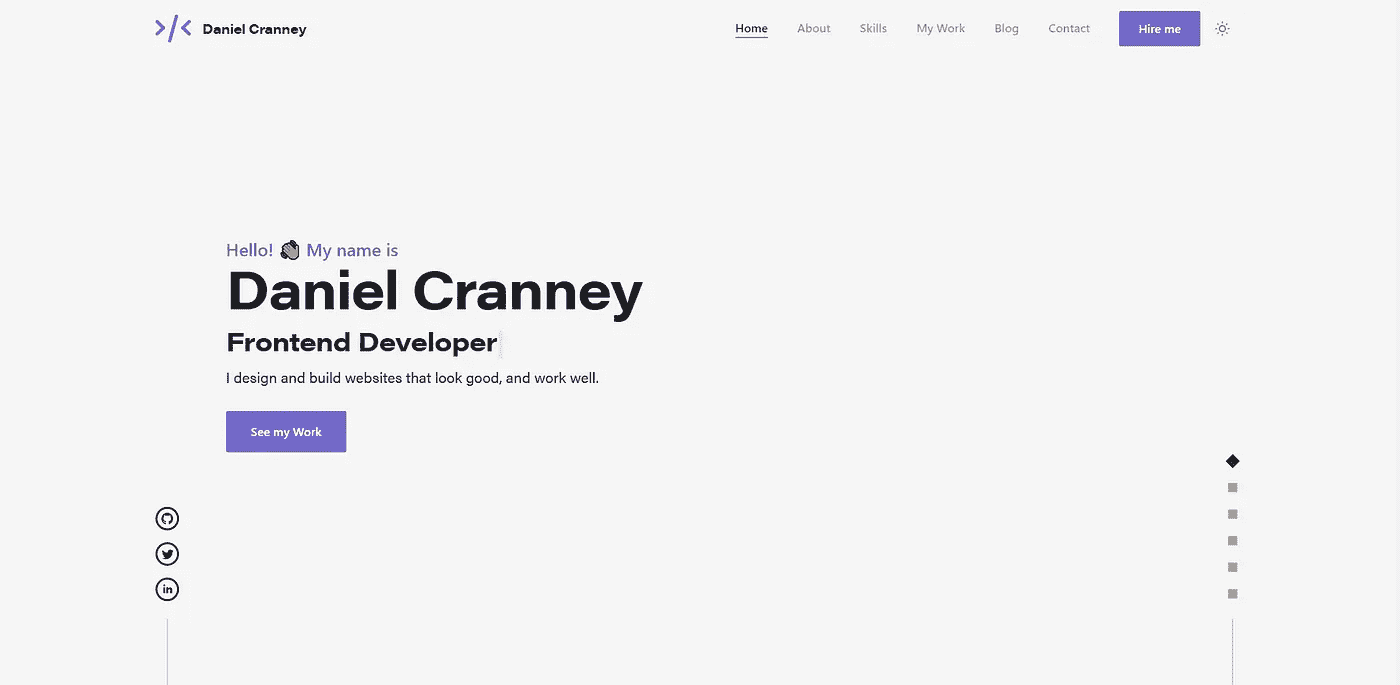 Daniel Cranney
Home About Skills My Work Blog Contact Hire me
Hello! 👋 My name is
Daniel Cranney
Frontend Developer
I design and build websites that look good, and work well.
See my Work
in